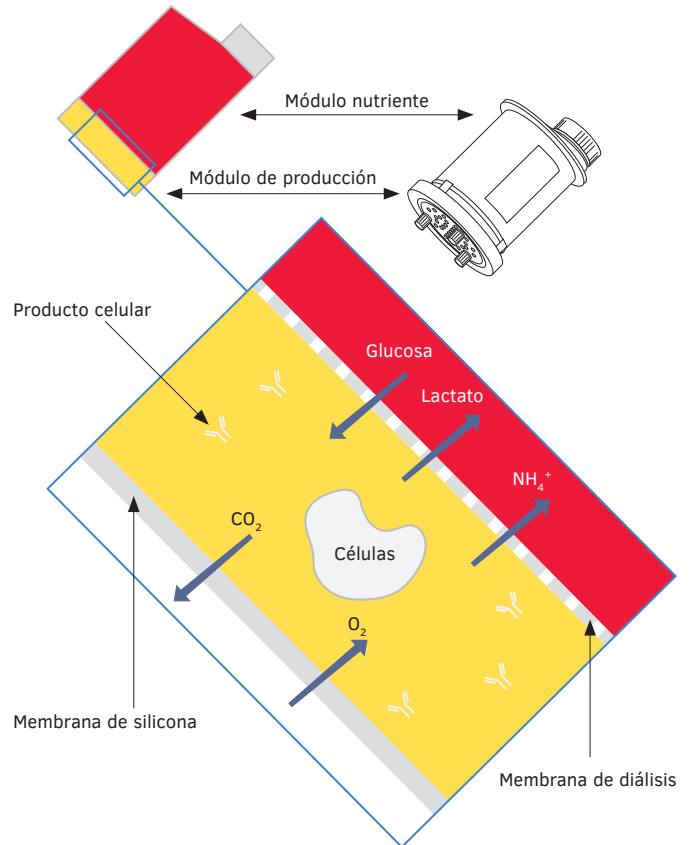 Módulo nutriente
Módulo de producción
Producto celular
Glucosa
Lactato
NH₄⁺
CO₂
Células
O₂
Membrana de silicona
Membrana de diálisis